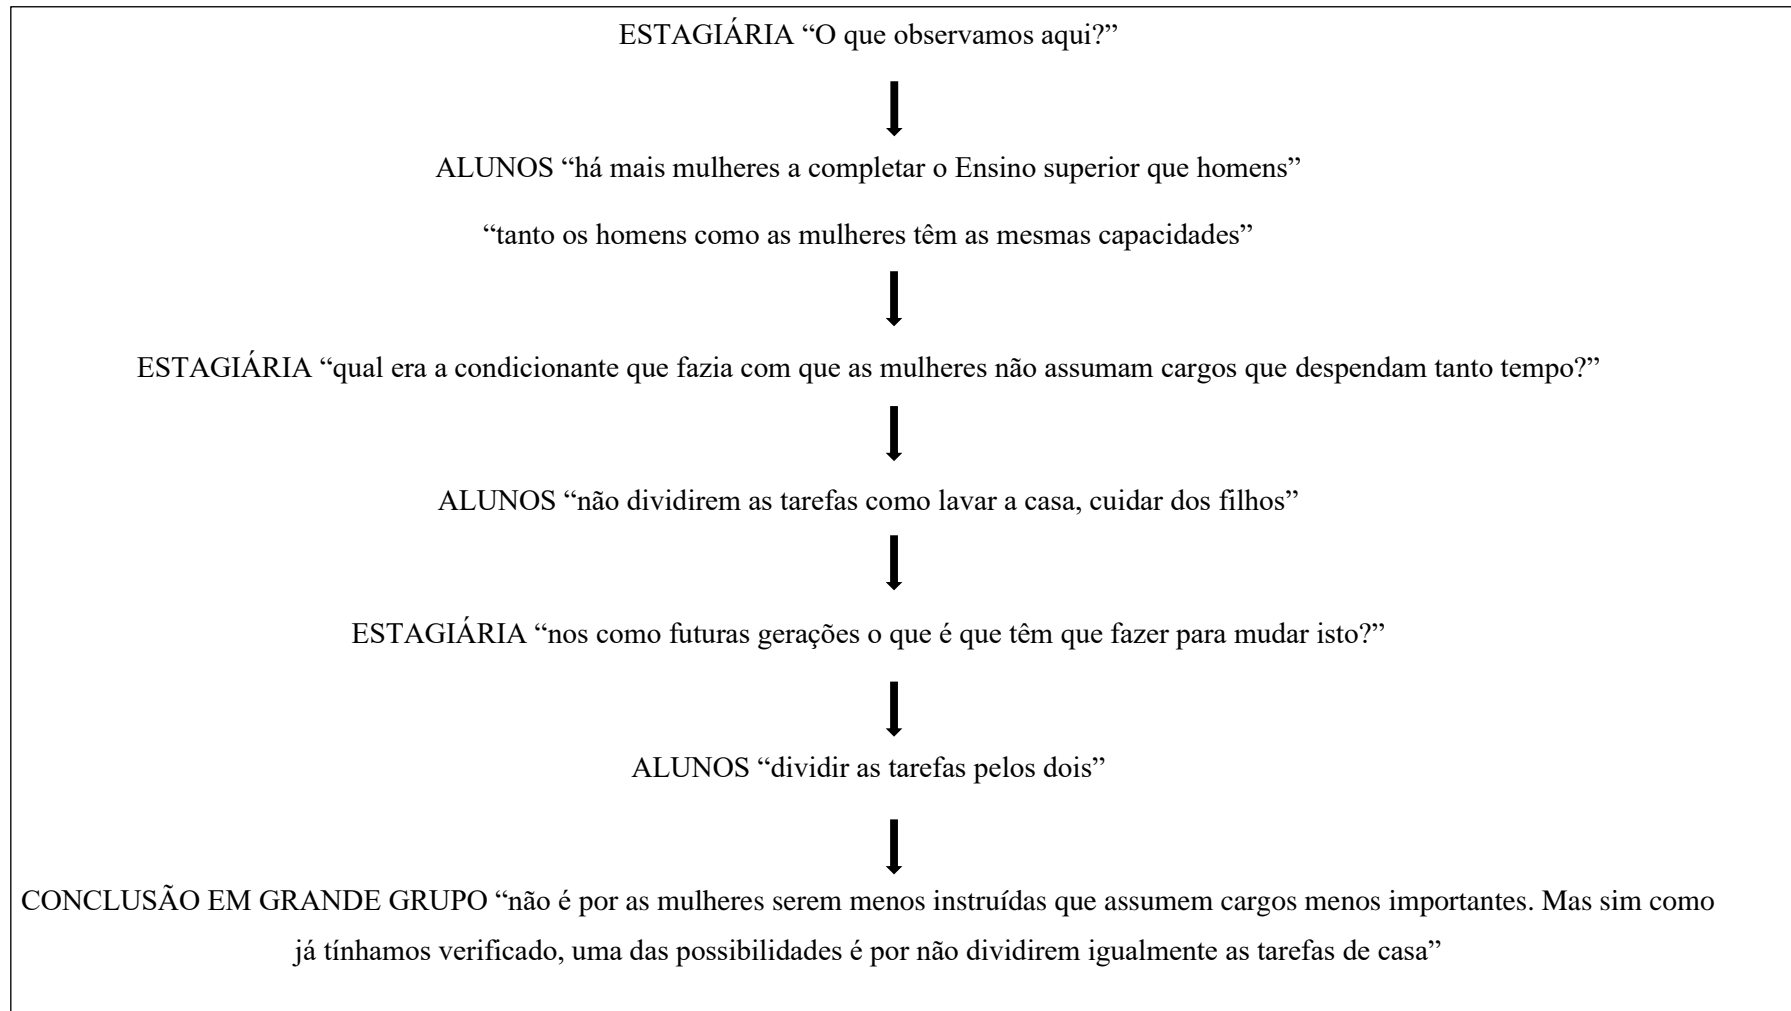 ESTAGIÁRIA “O que observamos aqui?”
ALUNOS “há mais mulheres a completar o Ensino superior que homens”
“tanto os homens como as mulheres têm as mesmas capacidades”
ESTAGIÁRIA “qual era a condicionante que fazia com que as mulheres não assumam cargos que despendam tanto tempo?”
ALUNOS “não dividirem as tarefas como lavar a casa, cuidar dos filhos”
ESTAGIÁRIA “nos como futuras gerações o que é que têm que fazer para mudar isto?”
ALUNOS “dividir as tarefas pelos dois”
CONCLUSÃO EM GRANDE GRUPO “não é por as mulheres serem menos instruídas que assumem cargos menos importantes. Mas sim como
já tínhamos verificado, uma das possibilidades é por não dividirem igualmente as tarefas de casa”